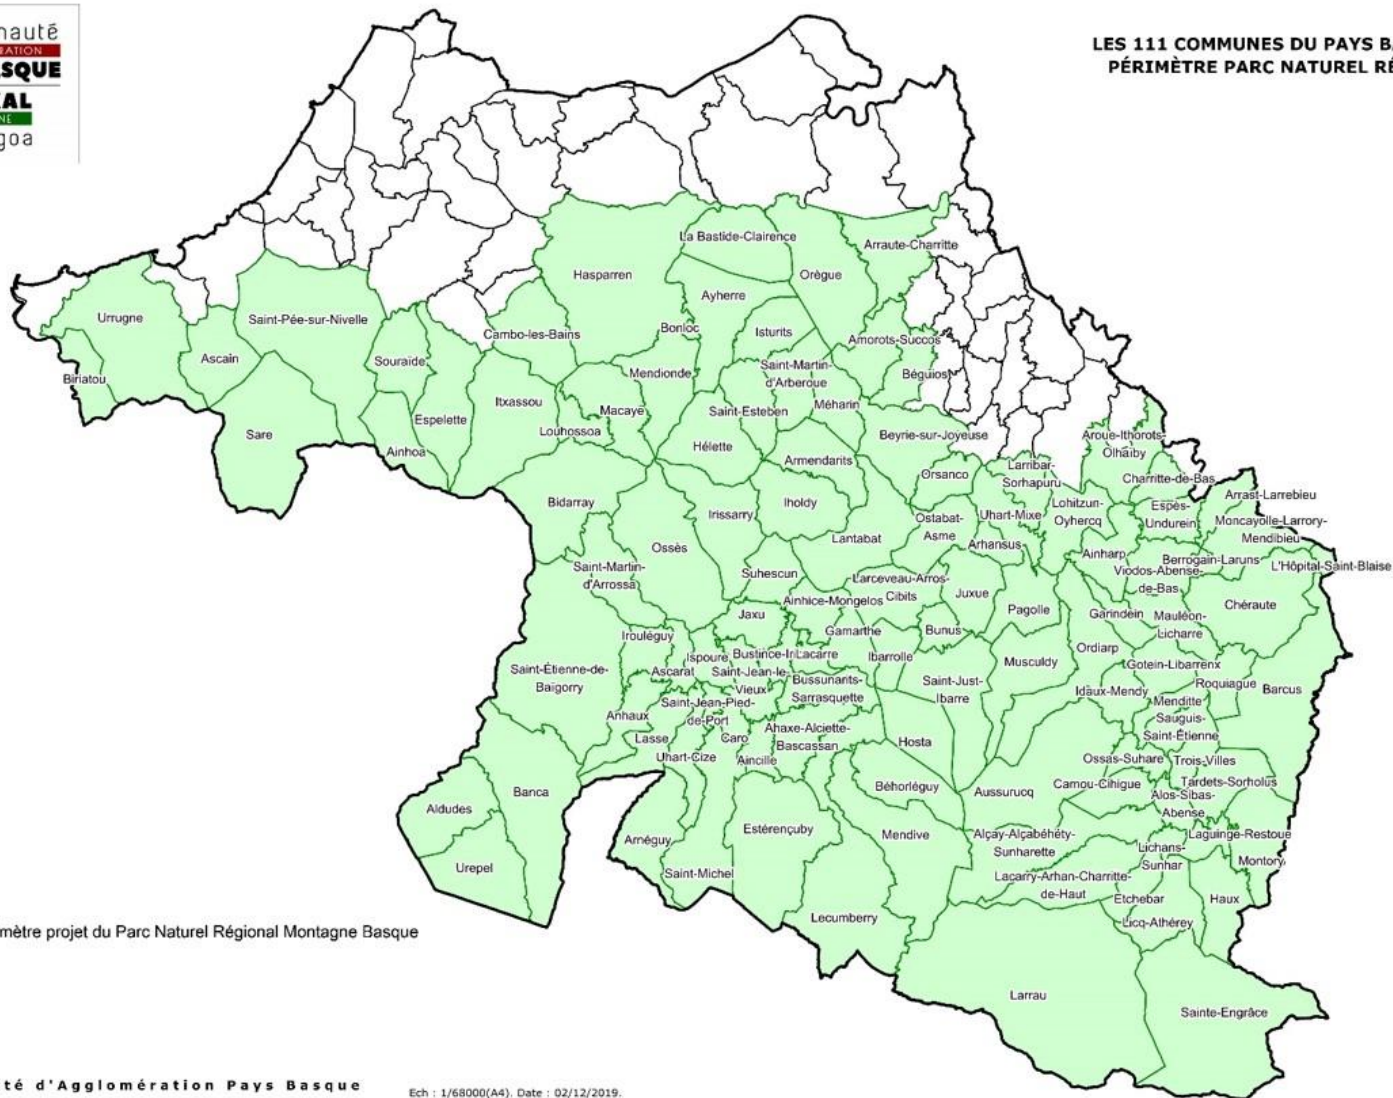 nauté
RATION
SQUE
KAL
NE
goa
LES 111 COMMUNES DU PAYS BA
PÉRIMÈTRE PARC NATUREL RÉ
La Bastide-Clairence
Arraute-Charritte
Hasparren
Orègue
Ayherre
Urrugne
Saint-Pée-sur-Nivelle
Cambo-les-Bains
Bonloc
Isturits
Amorots-Succos
Ascain
Souraïde
Biriatou
Mendionde
Saint-Martin-
d'Arberoue
Béguios
Itxassou
Macaye
Saint-Esteben
Méharin
Espelette
Sare
Louhossoa
Beyrie-sur-Joyeuse
Aroue-Ithorots-
Olhaïby
Ainhoa
Hélette
Armendarits
Orsanco
Larribar-
Sorhapuru
Charritte-de-Bas
Bidarray
Iholdy
Irissarry
Uhart-Mixe
Lohitzun-
Oyhercq
Espès-
Undurein
Arrast-Larrebieu
Moncayolle-Larrory-
Mendibieu
Ostabat-
Asme
Lantabat
Arhansus
Ossès
Ainharp
Berrogain-Laruns
L'Hôpital-Saint-Blaise
Saint-Martin-
d'Arrossa
Suhescun
Viodos-Abense-
de-Bas
Larceveau-Arros-
Cibits
Juxue
Ainhice-Mongelos
Pagolle
Chéraute
Jaxu
Garindein
Mauléon-
Licharre
Irouléguy
Gamarthe
Bunus
Ordiarp
Ispoure
Bustince-Iri
Lacarre
Ibarrolle
Musculdy
Gotein-Libarrenx
Saint-Étienne-de-
Baïgorry
Ascarat
Saint-Jean-le-
Vieux
Bussunarits-
Sarrasquette
Saint-Just-
Ibarre
Roquiague
Barcus
Idaux-Mendy
Menditte
Saint-Jean-Pied-
de-Port
Anhaux
Sauguis-
Saint-Étienne
Lasse
Caro
Ahaxe-Alciette-
Bascassan
Hosta
Uhart-Cize
Aincille
Ossas-Suhare
Trois-Villes
Banca
Béhorléguy
Aussurucq
Camou-Cihigue
Tardets-Sorholus
Alos-Sibas-
Abense
Aldudes
Arnéguy
Estérençuby
Mendive
Alçay-Alçabéhéty-
Sunharette
Laguinge-Restoue
Lichans-
Sunhar
Montory
Urepel
Saint-Michel
Lacarry-Arhan-Charritte-
de-Haut
Etchebar
Haux
Lecumberry
Licq-Athérey
mètre projet du Parc Naturel Régional Montagne Basque
Larrau
Sainte-Engrâce
té d'Agglomération Pays Basque
Ech : 1/68000(A4). Date : 02/12/2019.